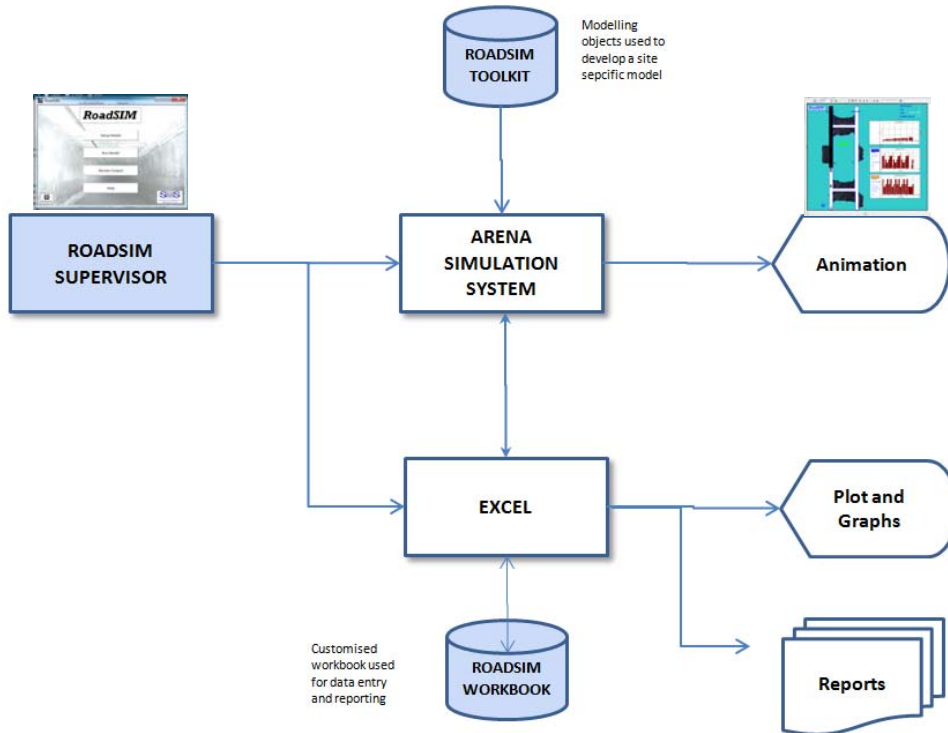 ROADSIM
TOOLKIT
Modelling
objects used to
develop a site
sepcific model
RoadSIM
ROADSIM
SUPERVISOR
ARENA
SIMULATION
SYSTEM
Animation
EXCEL
Plot and
Graphs
Customised
workbook used
for data entry
and reporting
ROADSIM
WORKBOOK
Reports